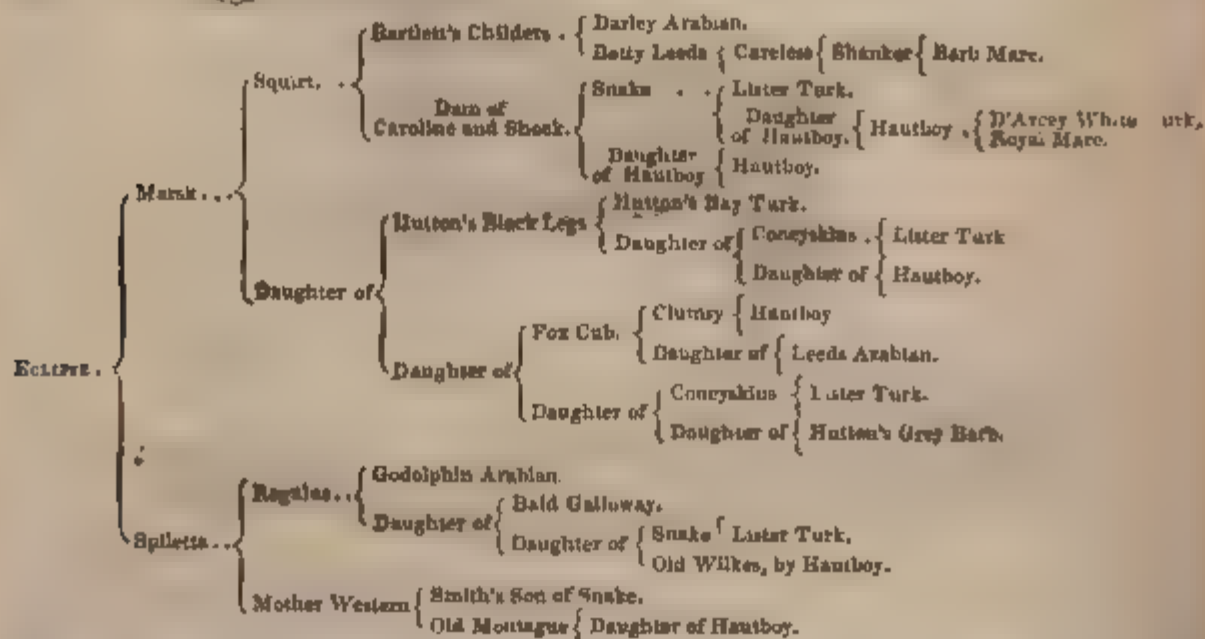 Bartlett's Childers . Darley Arabian.
Betty Leeds Careless Shanker Barb Mare.
Squirt. ..
Dam of Caroline and Shock.
Snake . . Lister Turk.
Daughter of Hautboy. Hautboy . D'Arcey White urk,
Royal Mare.
Daughter of Hautboy Hautboy.
Marsk . ..
Hutton's Black Legs Hutton's Bay Turk.
Daughter of Coneyskins . Lister Turk
Daughter of Hautboy.
Daughter of
Fox Cub. Clumsy Hautboy
Daughter of Leeds Arabian.
Eclipse .
Daughter of
Coneyskins Lister Turk.
Daughter of
Daughter of Hutton's Grey Barb.
Regulus .. Godolphin Arabian.
Daughter of Bald Galloway.
Spiletta ..
Daughter of Snake Lister Turk.
Old Wilkes, by Hautboy.
Mother Western Smith's Son of Snake.
Old Montague Daughter of Hautboy.